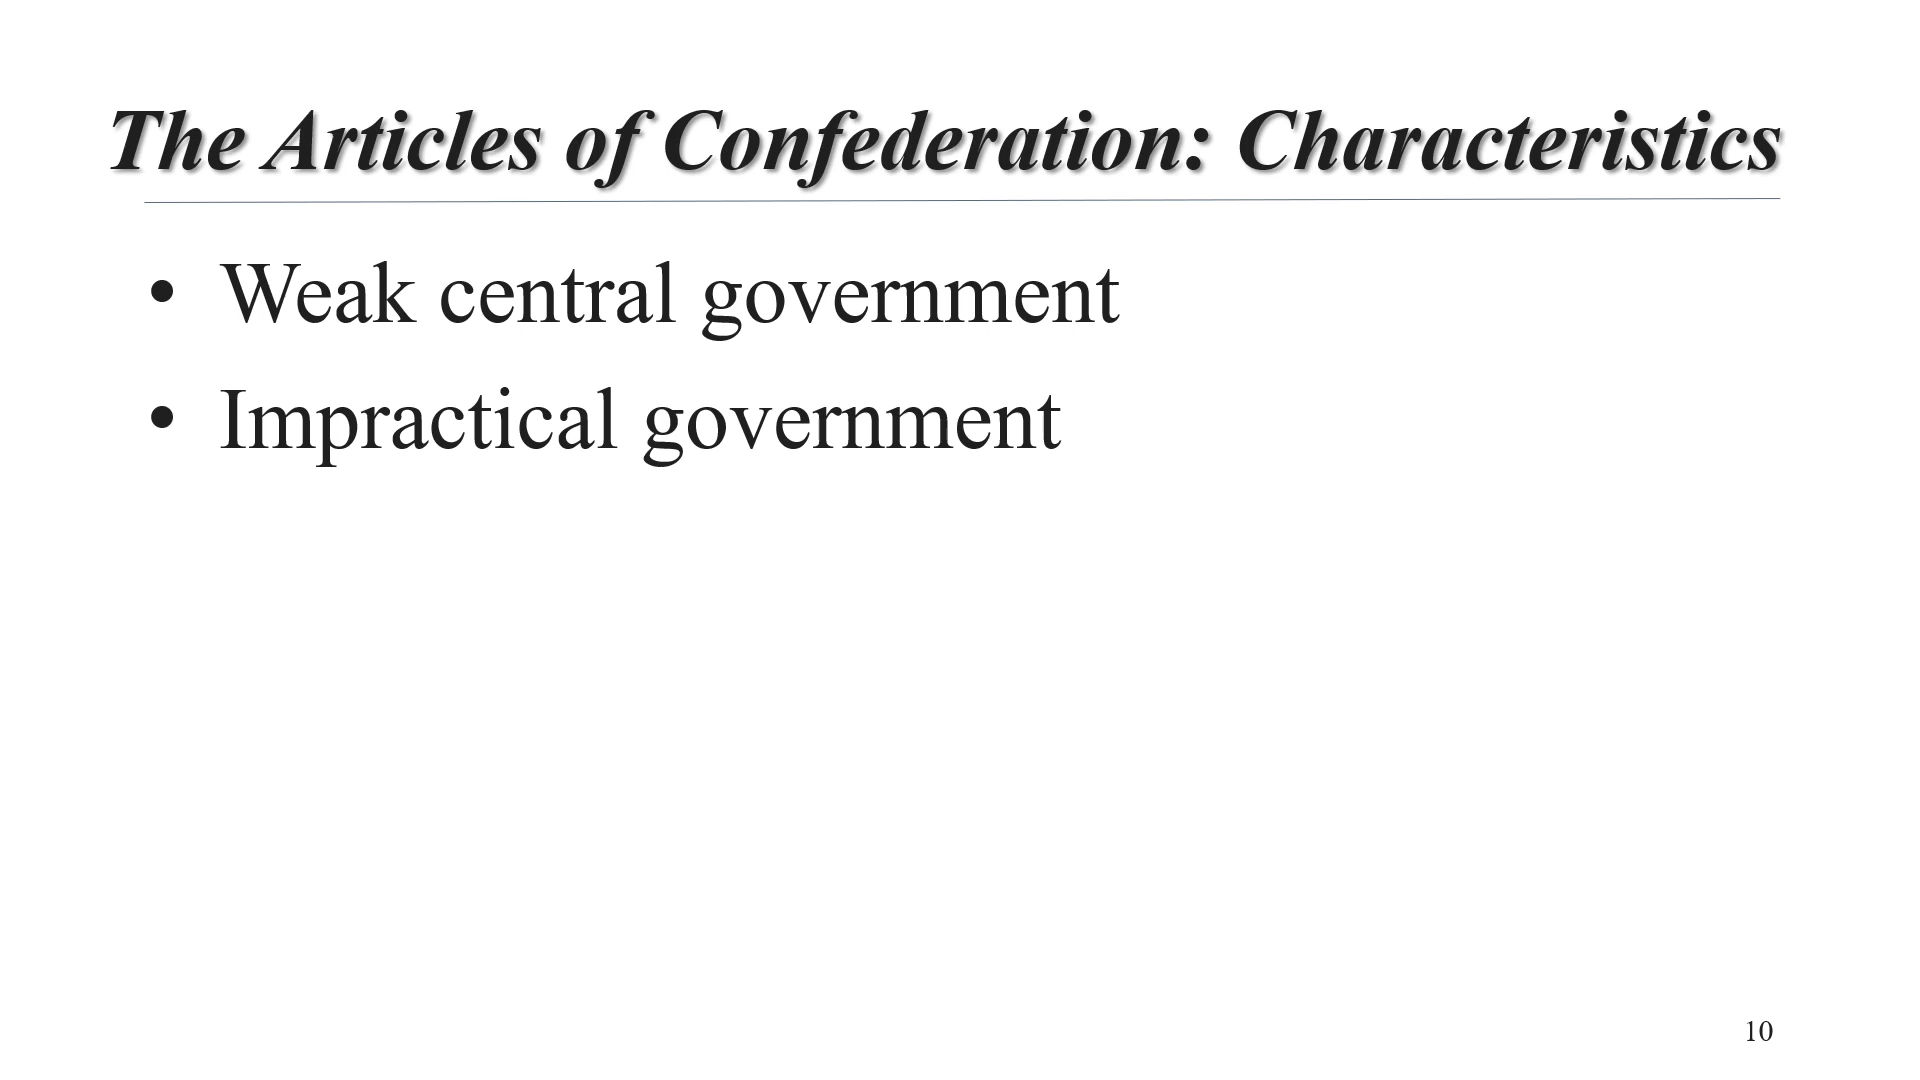 The Articles of Confederation: Characteristics
• Weak central government
• Impractical government
10